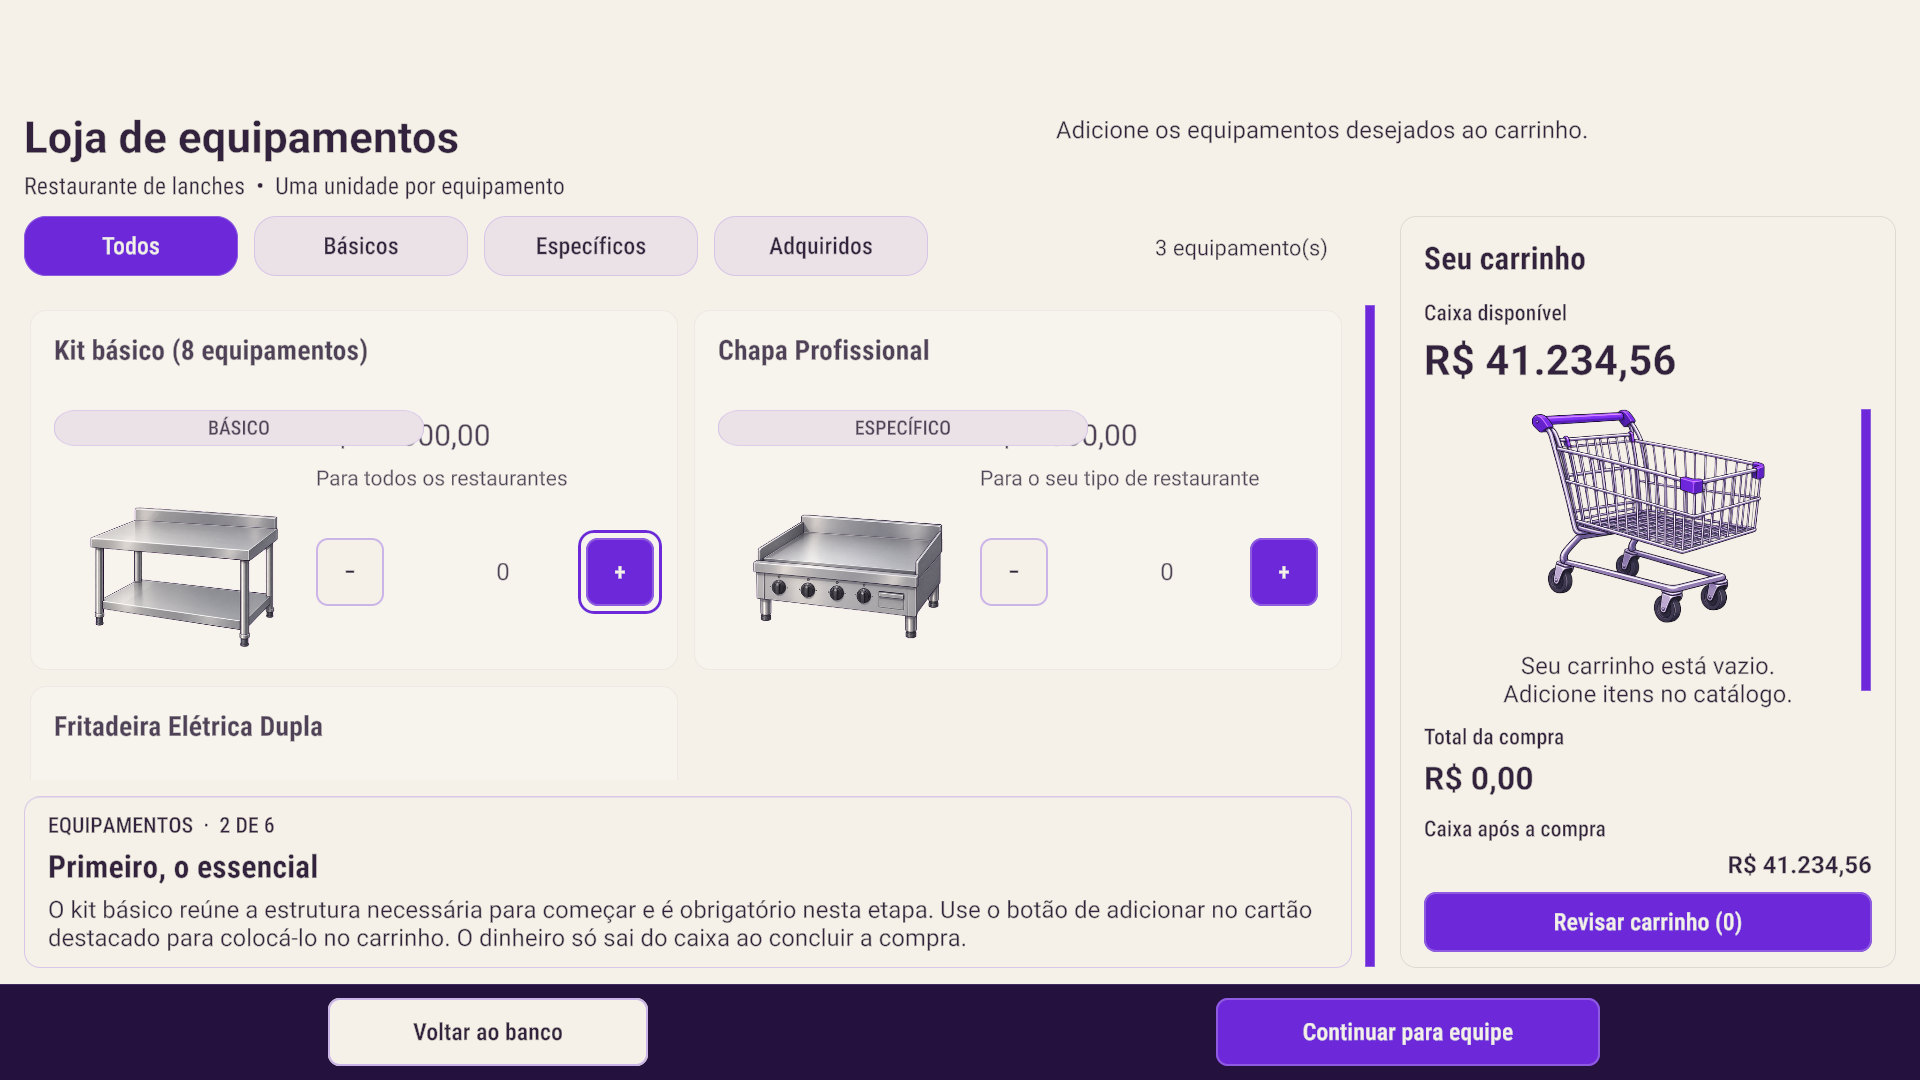 Loja de equipamentos
Adicione os equipamentos desejados ao carrinho.
Restaurante de lanches • Uma unidade por equipamento
Todos
Básicos
Específicos
Adquiridos
3 equipamento(s)
Kit básico (8 equipamentos)
BÁSICO
00,00
Para todos os restaurantes
-
0
+
Chapa Profissional
ESPECÍFICO
0,00
Para o seu tipo de restaurante
-
0
+
Fritadeira Elétrica Dupla
EQUIPAMENTOS · 2 DE 6
Primeiro, o essencial
O kit básico reúne a estrutura necessária para começar e é obrigatório nesta etapa. Use o botão de adicionar no cartão
destacado para colocá-lo no carrinho. O dinheiro só sai do caixa ao concluir a compra.
Seu carrinho
Caixa disponível
R$ 41.234,56
Seu carrinho está vazio.
Adicione itens no catálogo.
Total da compra
R$ 0,00
Caixa após a compra
R$ 41.234,56
Revisar carrinho (0)
Voltar ao banco
Continuar para equipe